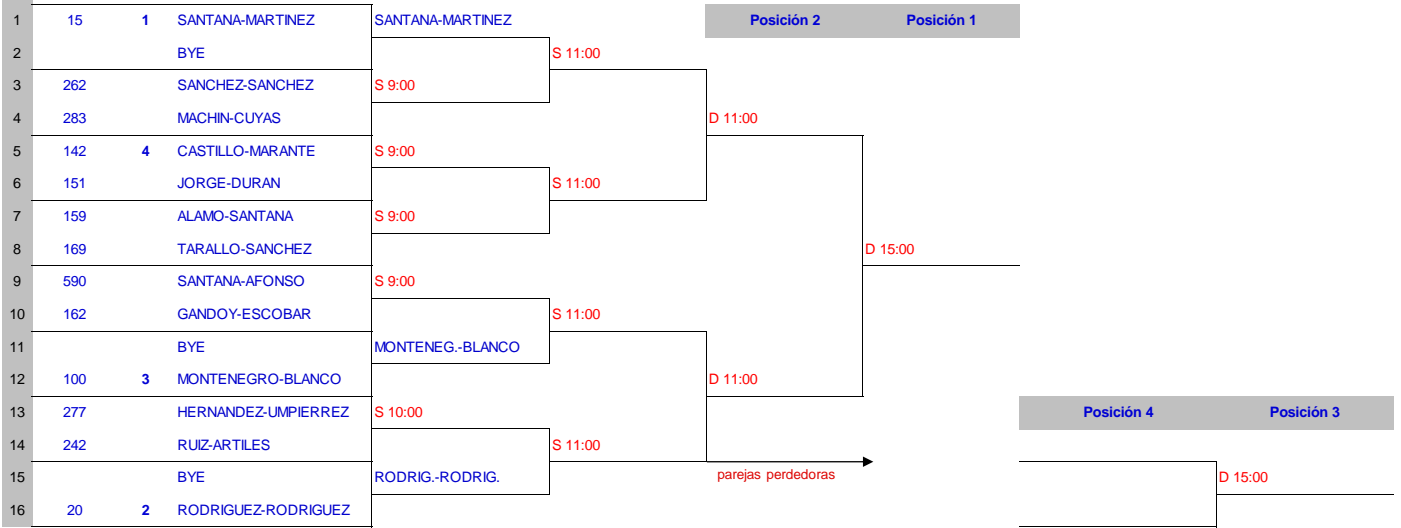 1 15 1 SANTANA-MARTINEZ SANTANA-MARTINEZ Posición 2 Posición 1
2 BYE S 11:00
3 262 SANCHEZ-SANCHEZ S 9:00
4 283 MACHIN-CUYAS D 11:00
5 142 4 CASTILLO-MARANTE S 9:00
6 151 JORGE-DURAN S 11:00
7 159 ALAMO-SANTANA S 9:00
8 169 TARALLO-SANCHEZ D 15:00
9 590 SANTANA-AFONSO S 9:00
10 162 GANDOY-ESCOBAR S 11:00
11 BYE MONTENEG.-BLANCO
12 100 3 MONTENEGRO-BLANCO D 11:00
13 277 HERNANDEZ-UMPIERREZ S 10:00 Posición 4 Posición 3
14 242 RUIZ-ARTILES S 11:00
15 BYE RODRIG.-RODRIG. parejas perdedoras D 15:00
16 20 2 RODRIGUEZ-RODRIGUEZ